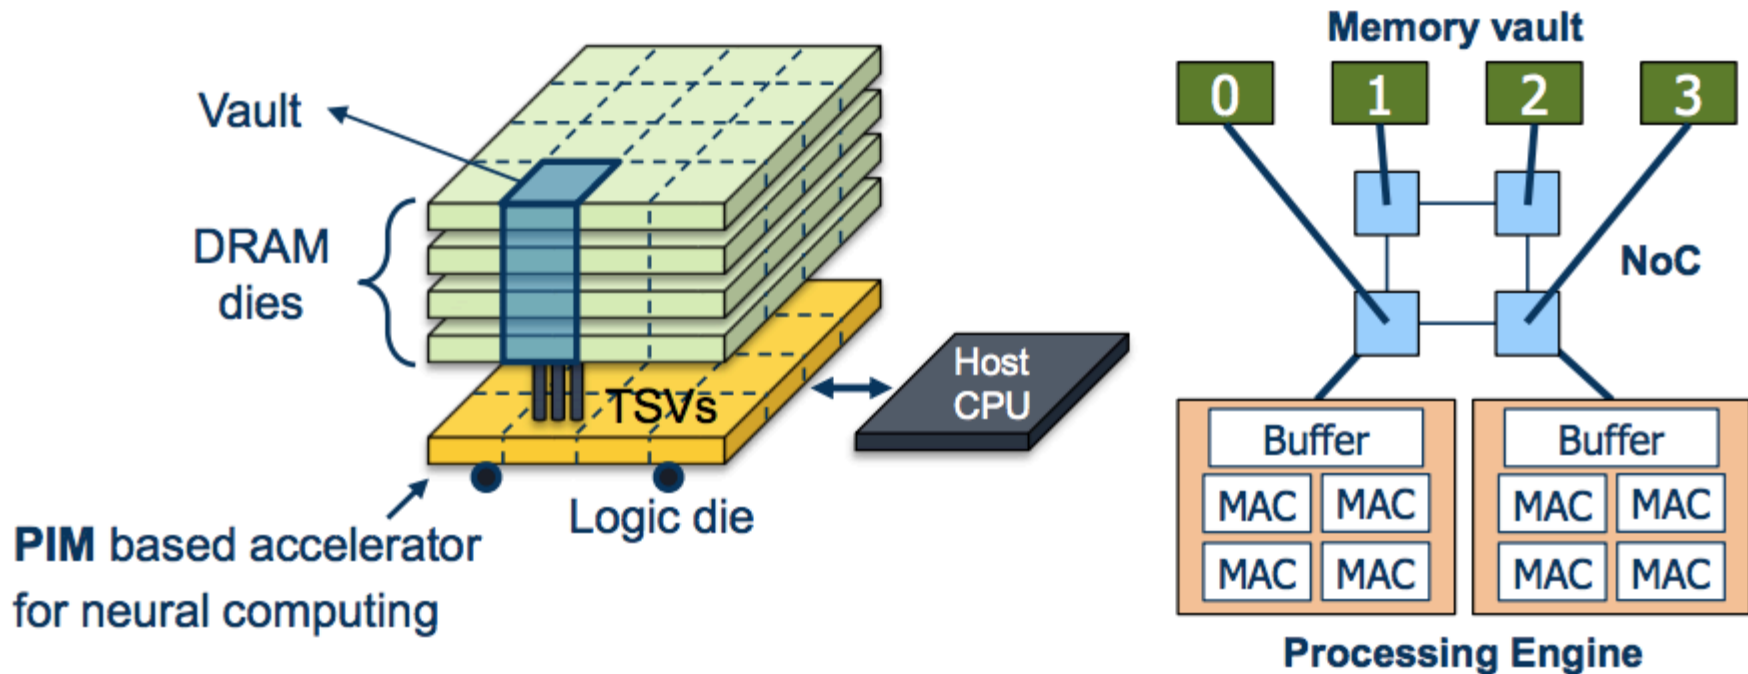 Vault
DRAM
dies
TSVs
Host
CPU
Logic die
PIM based accelerator
for neural computing
Memory vault
0 1 2 3
NoC
Buffer Buffer
MAC MAC MAC MAC
MAC MAC MAC MAC
Processing Engine